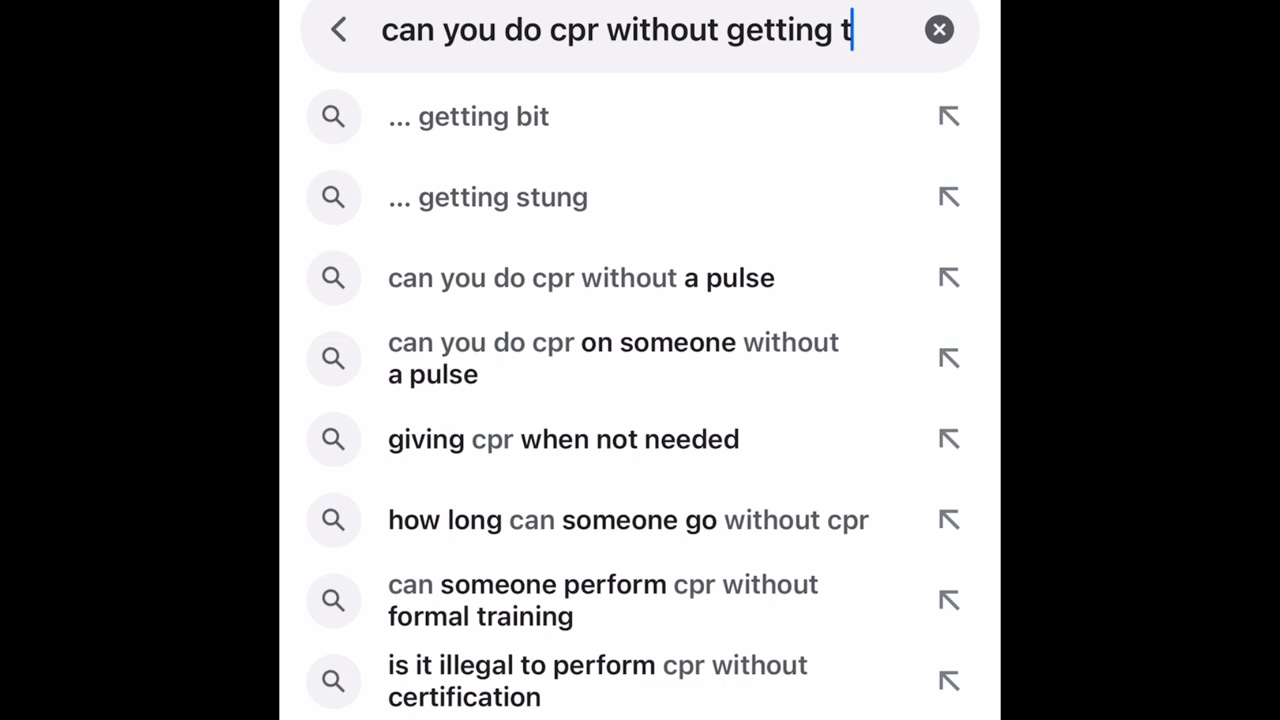 can you do cpr without getting t
... getting bit
... getting stung
can you do cpr without a pulse
can you do cpr on someone without
a pulse
giving cpr when not needed
how long can someone go without cpr
can someone perform cpr without
formal training
is it illegal to perform cpr without
certification